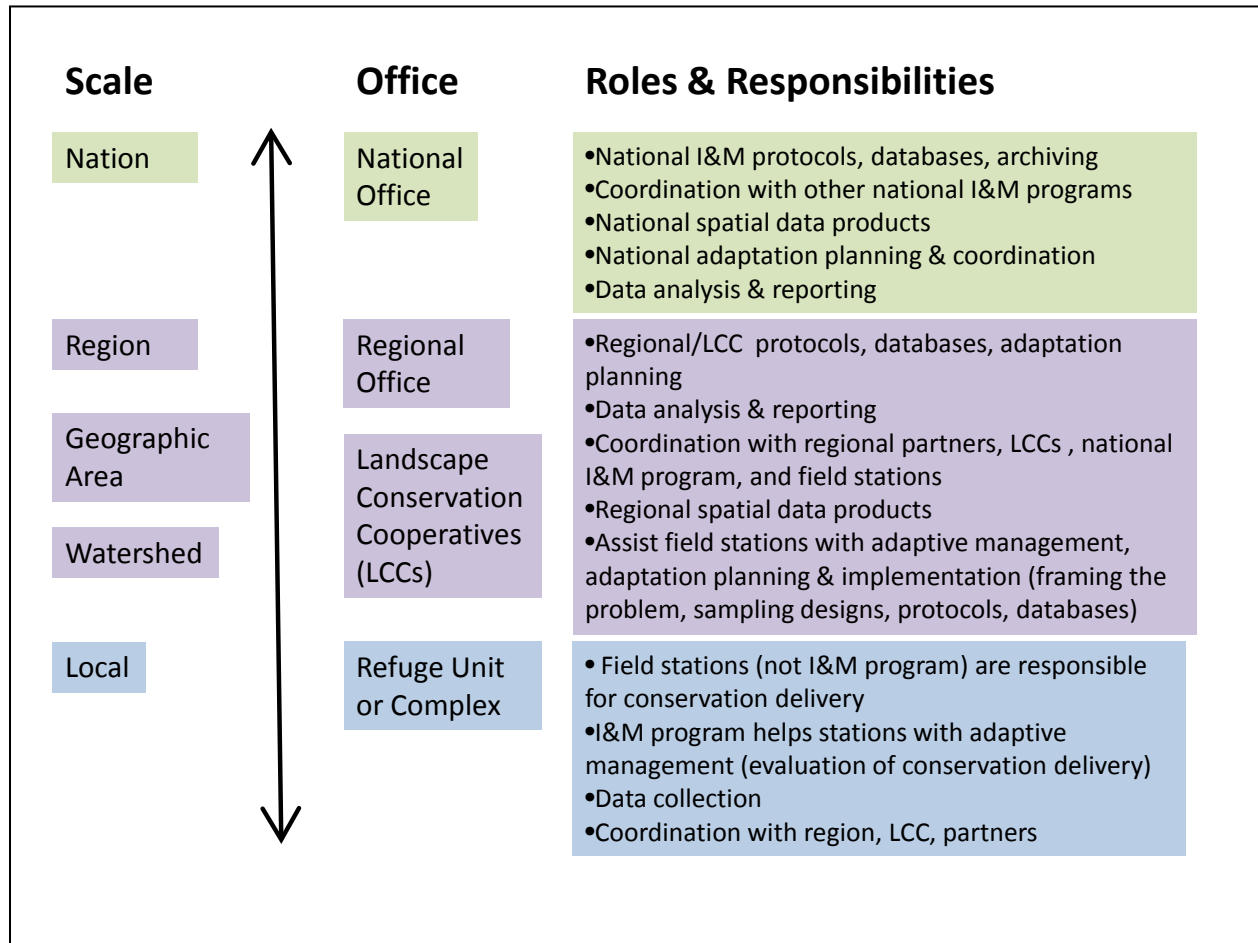 Scale
Office
Roles & Responsibilities
Nation
National
Office
•National I&M protocols, databases, archiving
•Coordination with other national I&M programs
•National spatial data products
•National adaptation planning & coordination
•Data analysis & reporting
Region
Geographic
Area
Watershed
Regional
Office
Landscape
Conservation
Cooperatives
(LCCs)
•Regional/LCC protocols, databases, adaptation
planning
•Data analysis & reporting
•Coordination with regional partners, LCCs , national
I&M program, and field stations
•Regional spatial data products
•Assist field stations with adaptive management,
adaptation planning & implementation (framing the
problem, sampling designs, protocols, databases)
Local
Refuge Unit
or Complex
• Field stations (not I&M program) are responsible
for conservation delivery
•I&M program helps stations with adaptive
management (evaluation of conservation delivery)
•Data collection
•Coordination with region, LCC, partners